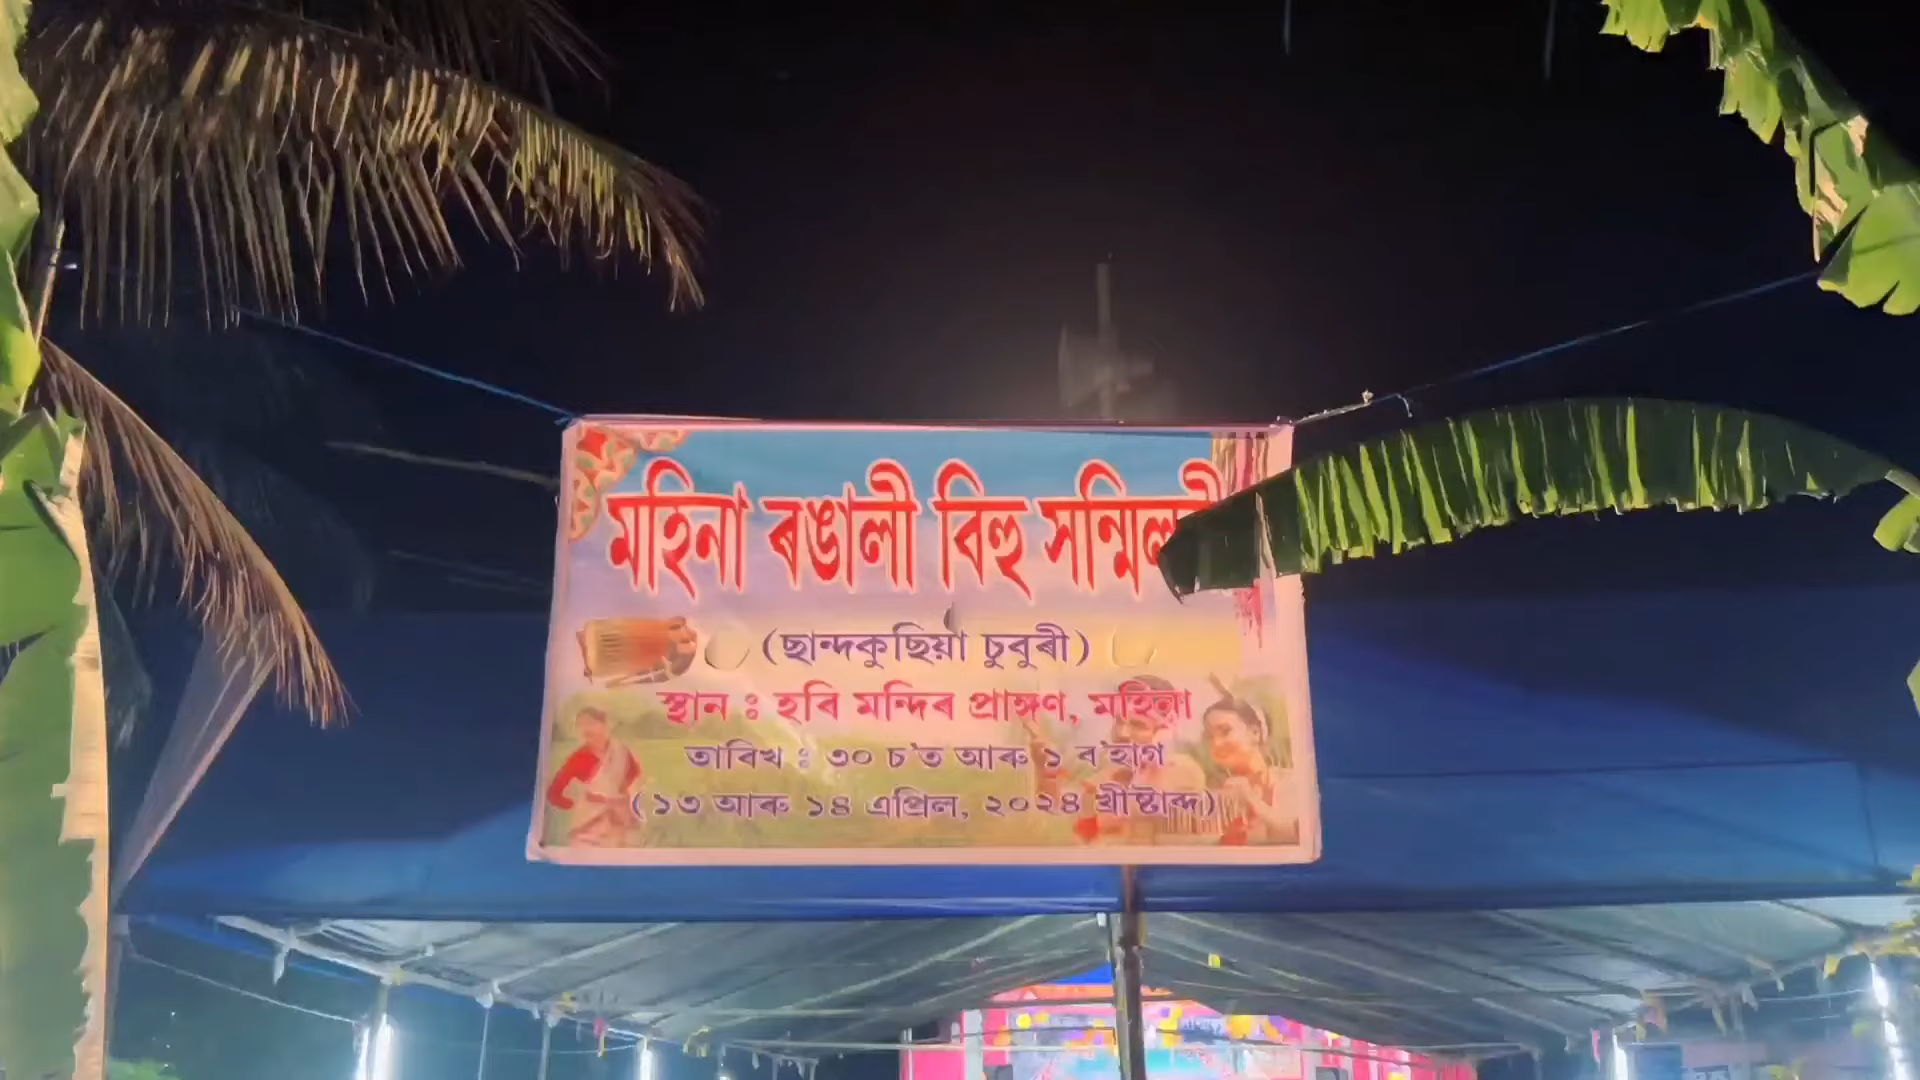 মহিনা ৰঙালী বিহু সন্মিলনী
(ছান্দকুছিয়া চুবুৰী)
স্থান : হৰি মন্দিৰ প্ৰাঙ্গণ, মহিনা
তাৰিখ : ৩০ চ'ত আৰু ১ ব'হাগ
(১৩ আৰু ১৪ এপ্ৰিল, ২০২৪ খ্ৰীষ্টাব্দ)